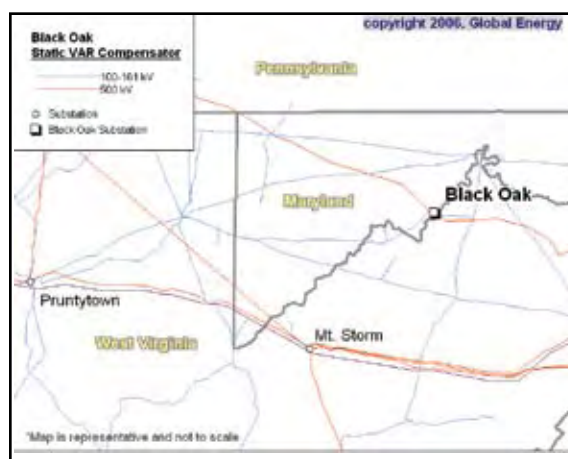 copyright 2006, Global Energy
Black Oak
Static VAR Compensator
100-161 kV
500 kV
Substation
Black Oak Substation
Pennsylvania
Maryland
Black Oak
Pruntytown
West Virginia
Mt. Storm
*Map is representative and not to scale